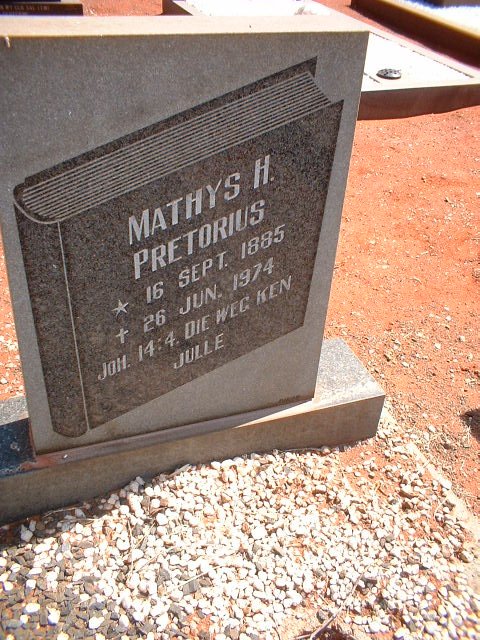 MATHYS H.
PRETORIUS
★ 16 SEPT. 1885
✝ 26 JUN. 1974
JOH. 14:4. DIE WEG KEN
JULLE